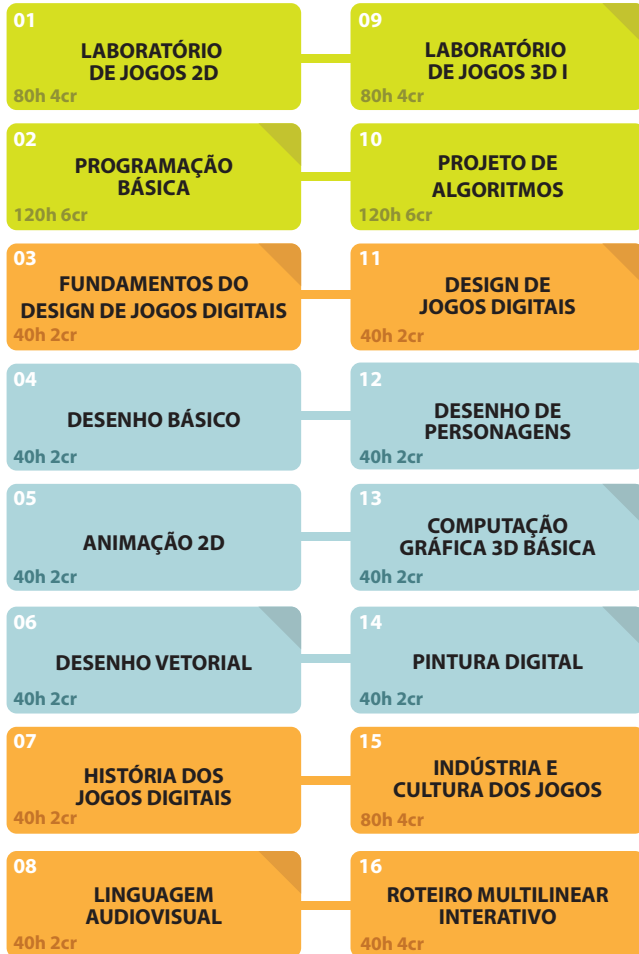 01
LABORATÓRIO
DE JOGOS 2D
80h 4cr
09
LABORATÓRIO
DE JOGOS 3D I
80h 4cr
02
PROGRAMAÇÃO
BÁSICA
120h 6cr
10
PROJETO DE
ALGORITMOS
120h 6cr
03
FUNDAMENTOS DO
DESIGN DE JOGOS DIGITAIS
40h 2cr
11
DESIGN DE
JOGOS DIGITAIS
40h 2cr
04
DESENHO BÁSICO
40h 2cr
12
DESENHO DE
PERSONAGENS
40h 2cr
05
ANIMAÇÃO 2D
40h 2cr
13
COMPUTAÇÃO
GRÁFICA 3D BÁSICA
40h 2cr
06
DESENHO VETORIAL
40h 2cr
14
PINTURA DIGITAL
40h 2cr
07
HISTÓRIA DOS
JOGOS DIGITAIS
40h 2cr
15
INDÚSTRIA E
CULTURA DOS JOGOS
80h 4cr
08
LINGUAGEM
AUDIOVISUAL
40h 2cr
16
ROTEIRO MULTILINEAR
INTERATIVO
40h 4cr